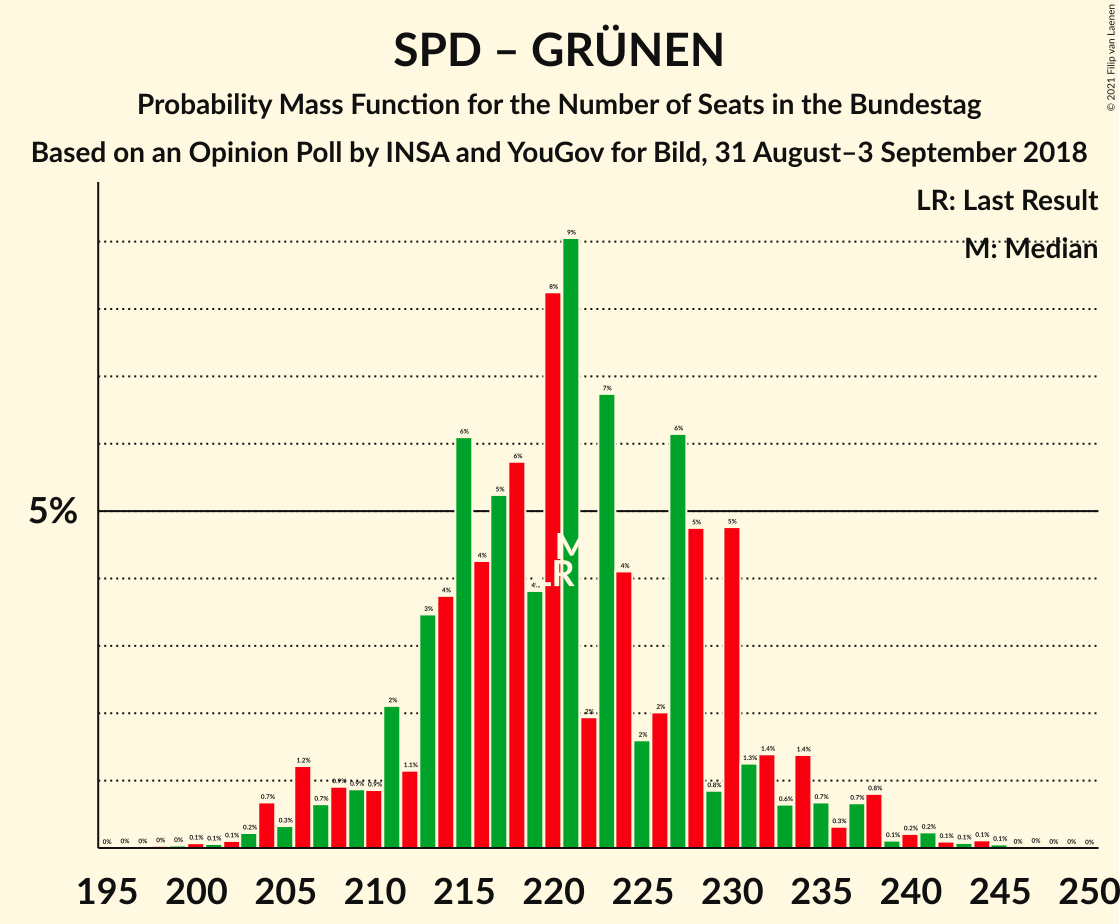 SPD – GRÜNEN
Probability Mass Function for the Number of Seats in the Bundestag
Based on an Opinion Poll by INSA and YouGov for Bild, 31 August–3 September 2018
© 2021 Filip van Laenen
LR: Last Result
M: Median
5%
0% 0% 0% 0% 0% 0.1% 0.1% 0.1% 0.2% 0.7% 0.3% 1.2% 0.7% 0.9% 0.9% 0.9% 2% 1.1% 3% 4% 6% 4% 5% 6% 4… 8% 9% 2% 7% 4% 2% 2% 6% 5% 0.8% 5% 1.3% 1.4% 0.6% 1.4% 0.7% 0.3% 0.7% 0.8% 0.1% 0.2% 0.2% 0.1% 0.1% 0.1% 0.1% 0% 0% 0% 0% 0%
M
LR
195 200 205 210 215 220 225 230 235 240 245 250